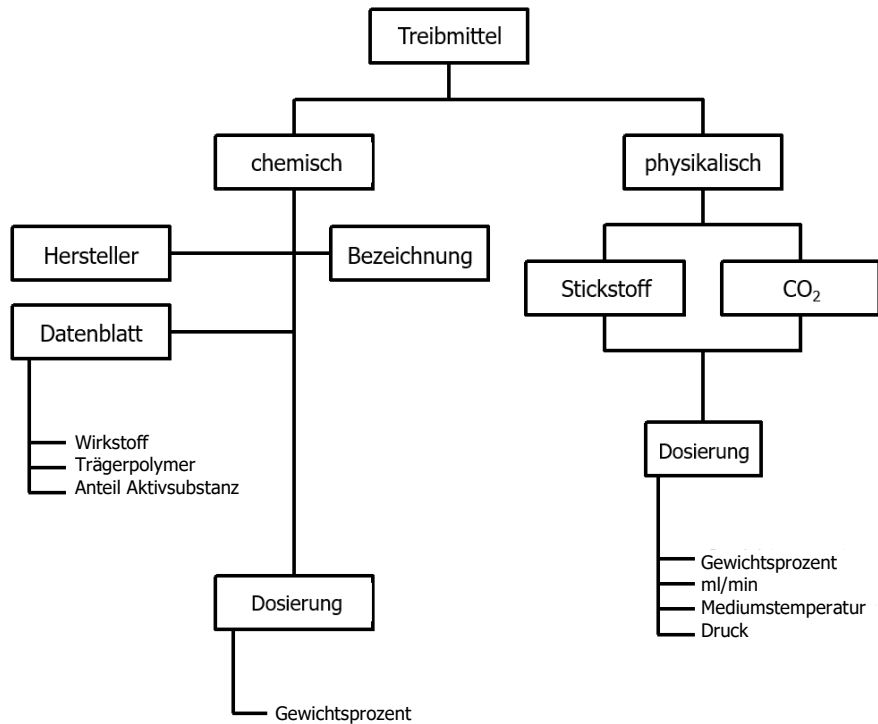 Treibmittel
chemisch
physikalisch
Hersteller
Bezeichnung
Stickstoff
CO₂
Datenblatt
Wirkstoff
Trägerpolymer
Anteil Aktivsubstanz
Dosierung
Gewichtsprozent
ml/min
Mediumstemperatur
Druck
Dosierung
Gewichtsprozent